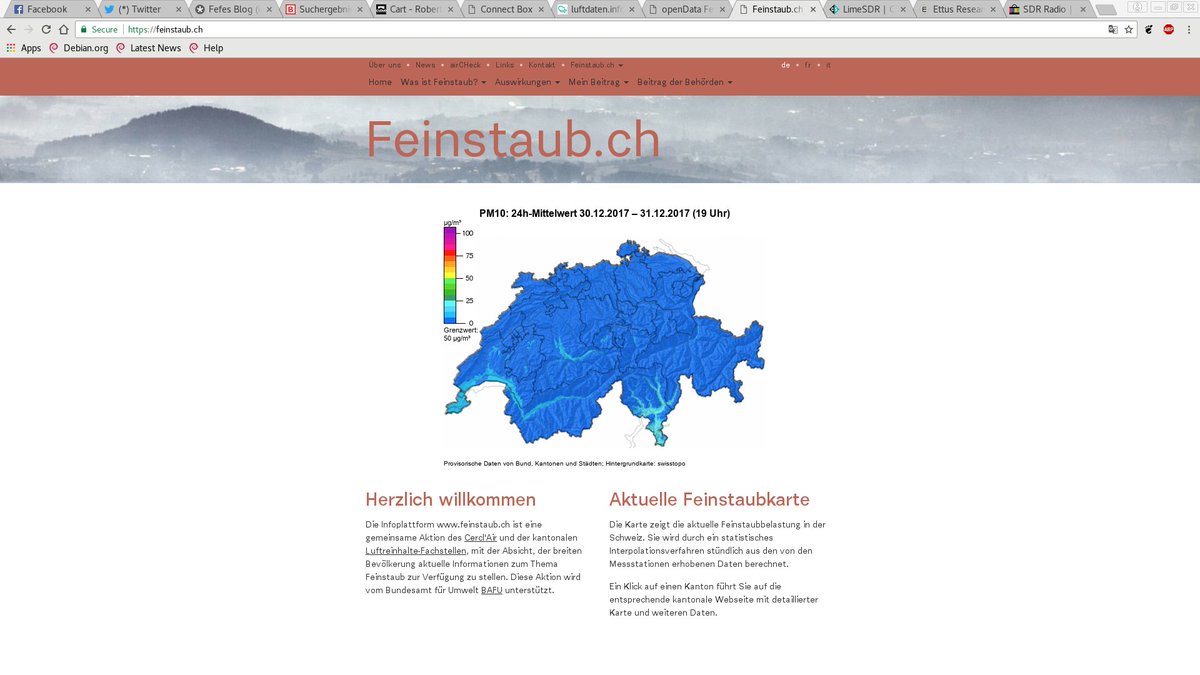 Facebook
(*) Twitter
Fefes Blog
Suchergebni
Cart - Robert
Connect Box
luftdaten.info
openData Fe
Feinstaub.ch
LimeSDR |
Ettus Resear
SDR Radio |
Secure | https://feinstaub.ch
Apps Debian.org Latest News Help
Über uns • News • airCHeck • Links • Kontakt • Feinstaub.ch
de • fr • it
Home Was ist Feinstaub? Auswirkungen Mein Beitrag Beitrag der Behörden
Feinstaub.ch
PM10: 24h-Mittelwert 30.12.2017 – 31.12.2017 (19 Uhr)
µg/m³
100
75
50
25
0
Grenzwert:
50 µg/m³
Provisorische Daten von Bund, Kantonen und Städten; Hintergrundkarte: swisstopo
Herzlich willkommen
Die Infoplattform www.feinstaub.ch ist eine
gemeinsame Aktion des Cercl'Air und der kantonalen
Luftreinhalte-Fachstellen, mit der Absicht, der breiten
Bevölkerung aktuelle Informationen zum Thema
Feinstaub zur Verfügung zu stellen. Diese Aktion wird
vom Bundesamt für Umwelt BAFU unterstützt.
Aktuelle Feinstaubkarte
Die Karte zeigt die aktuelle Feinstaubbelastung in der
Schweiz. Sie wird durch ein statistisches
Interpolationsverfahren stündlich aus den von den
Messstationen erhobenen Daten berechnet.
Ein Klick auf einen Kanton führt Sie auf die
entsprechende kantonale Webseite mit detaillierter
Karte und weiteren Daten.